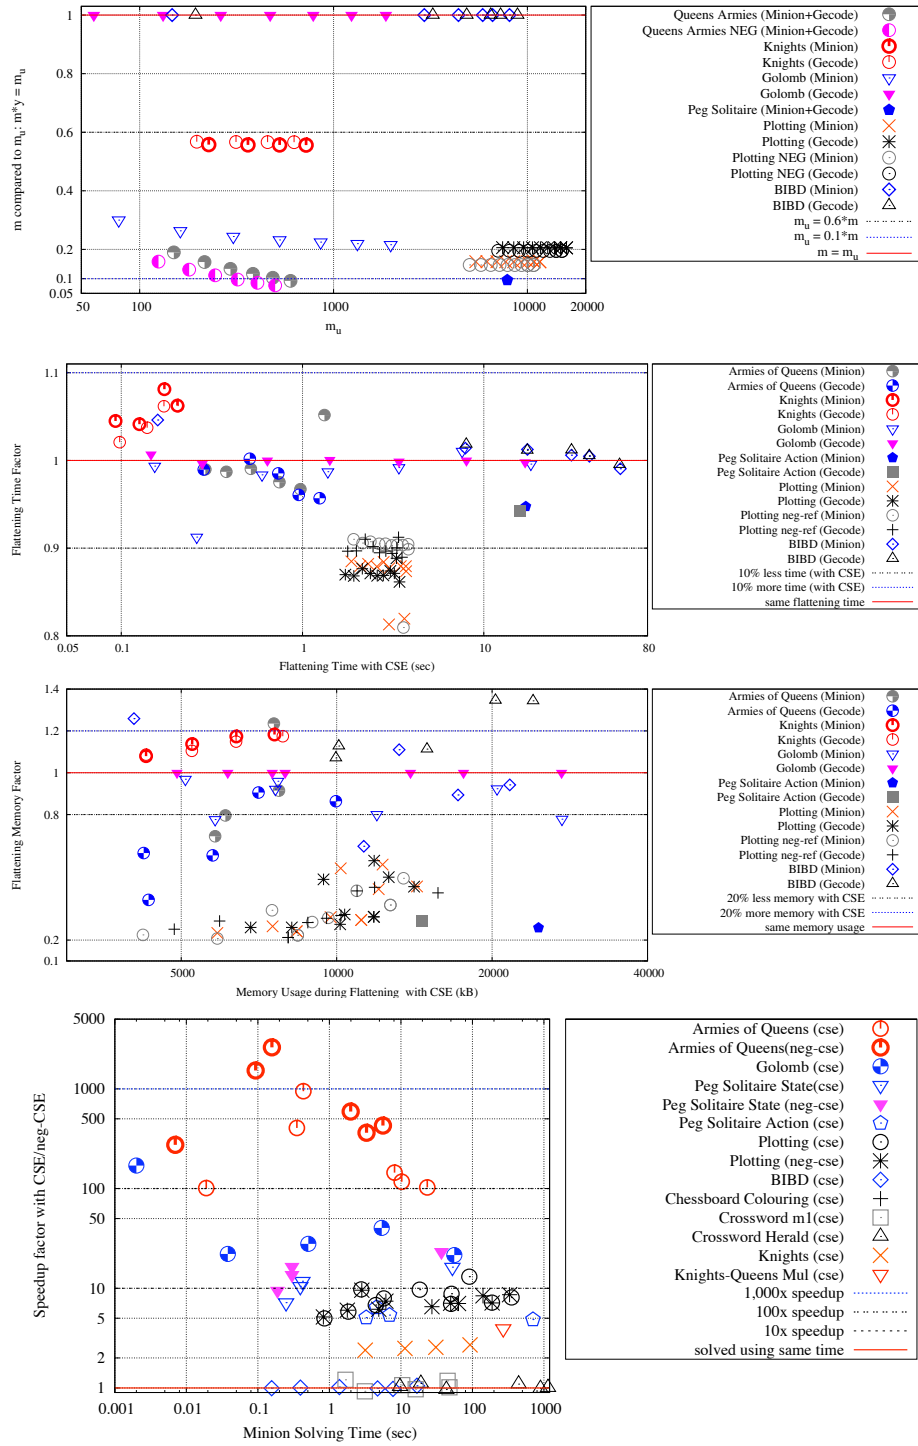 m compared to m_u: m*y = m_u
1
0.8
0.6
0.4
0.2
0.1
0.05
50
100
1000
10000
20000
m_u
Queens Armies (Minion+Gecode)
Queens Armies NEG (Minion+Gecode)
Knights (Minion)
Knights (Gecode)
Golomb (Minion)
Golomb (Gecode)
Peg Solitaire (Minion+Gecode)
Plotting (Minion)
Plotting (Gecode)
Plotting NEG (Minion)
Plotting NEG (Gecode)
BIBD (Minion)
BIBD (Gecode)
m_u = 0.6*m
m_u = 0.1*m
m = m_u
Flattening Time Factor
1.1
1
0.9
0.8
0.05
0.1
1
10
80
Flattening Time with CSE (sec)
Armies of Queens (Minion)
Armies of Queens (Gecode)
Knights (Minion)
Knights (Gecode)
Golomb (Minion)
Golomb (Gecode)
Peg Solitaire Action (Minion)
Peg Solitaire Action (Gecode)
Plotting (Minion)
Plotting (Gecode)
Plotting neg-ref (Minion)
Plotting neg-ref (Gecode)
BIBD (Minion)
BIBD (Gecode)
10% less time (with CSE)
10% more time (with CSE)
same flattening time
Flattening Memory Factor
1.4
1.2
1
0.8
0.2
0.1
5000
10000
20000
40000
Memory Usage during Flattening with CSE (kB)
Armies of Queens (Minion)
Armies of Queens (Gecode)
Knights (Minion)
Knights (Gecode)
Golomb (Minion)
Golomb (Gecode)
Peg Solitaire Action (Minion)
Peg Solitaire Action (Gecode)
Plotting (Minion)
Plotting (Gecode)
Plotting neg-ref (Minion)
Plotting neg-ref (Gecode)
BIBD (Minion)
BIBD (Gecode)
20% less memory with CSE
20% more memory with CSE
same memory usage
Speedup factor with CSE/neg-CSE
5000
1000
500
100
50
10
5
2
1
0.001
0.01
0.1
1
10
100
1000
Minion Solving Time (sec)
Armies of Queens (cse)
Armies of Queens(neg-cse)
Golomb (cse)
Peg Solitaire State(cse)
Peg Solitaire State (neg-cse)
Peg Solitaire Action (cse)
Plotting (cse)
Plotting (neg-cse)
BIBD (cse)
Chessboard Colouring (cse)
Crossword m1(cse)
Crossword Herald (cse)
Knights (cse)
Knights-Queens Mul (cse)
1,000x speedup
100x speedup
10x speedup
solved using same time